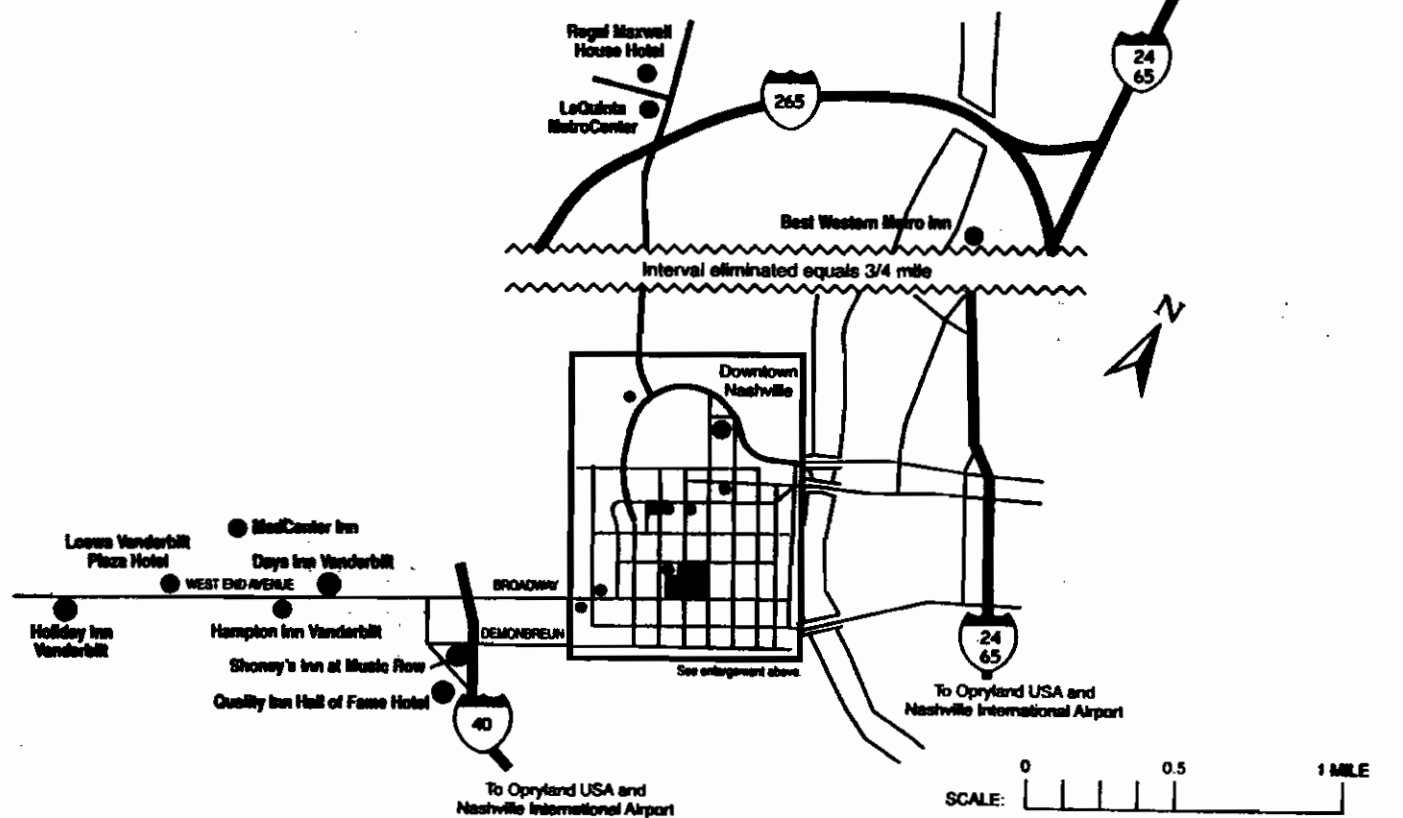 Regal Maxwell
House Hotel
LaQuinta
MetroCenter
265
24
65
Best Western Metro Inn
Interval eliminated equals 3/4 mile
N
Downtown
Nashville
MedCenter Inn
Loews Vanderbilt
Plaza Hotel
Days Inn Vanderbilt
WEST END AVENUE
BROADWAY
Holiday Inn
Vanderbilt
Hampton Inn Vanderbilt
DEMONBREUN
Shoney's Inn at Music Row
See enlargement above
Quality Inn Hall of Fame Hotel
40
24
65
To Opryland USA and
Nashville International Airport
To Opryland USA and
Nashville International Airport
SCALE:
0
0.5
1 MILE